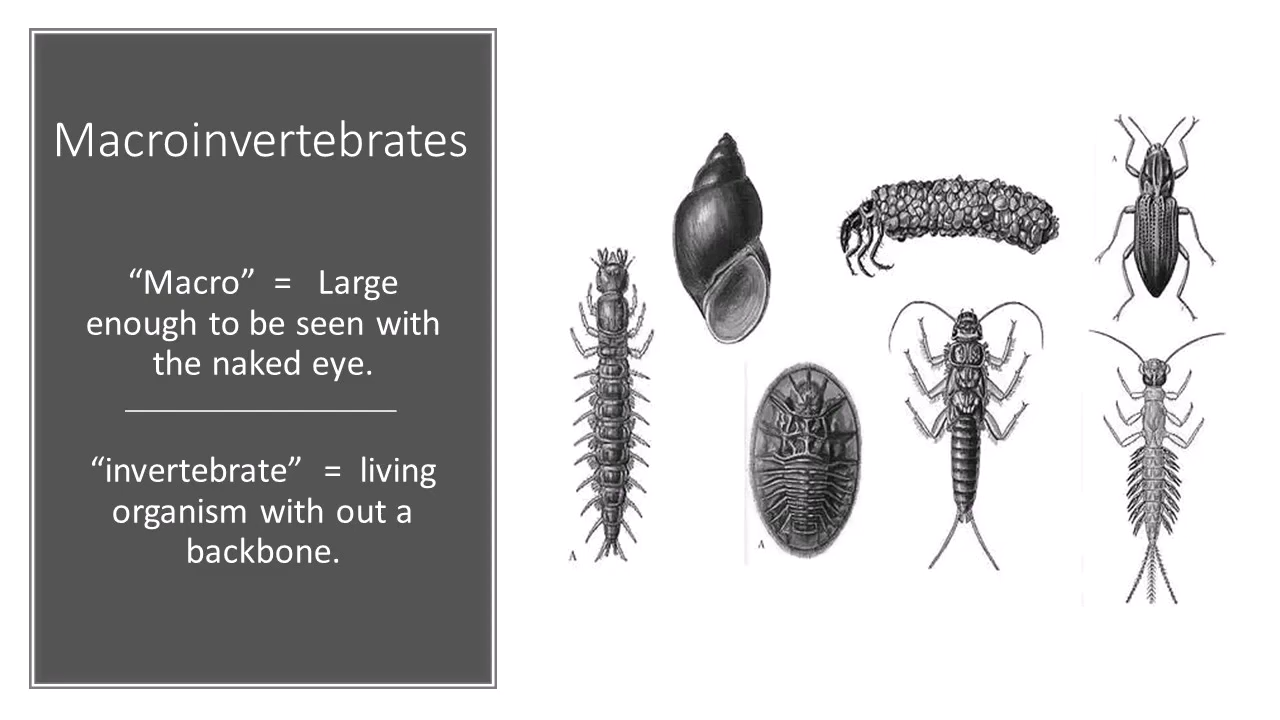 Macroinvertebrates
“Macro” = Large
enough to be seen with
the naked eye.
“invertebrate” = living
organism with out a
backbone.
A
A
A